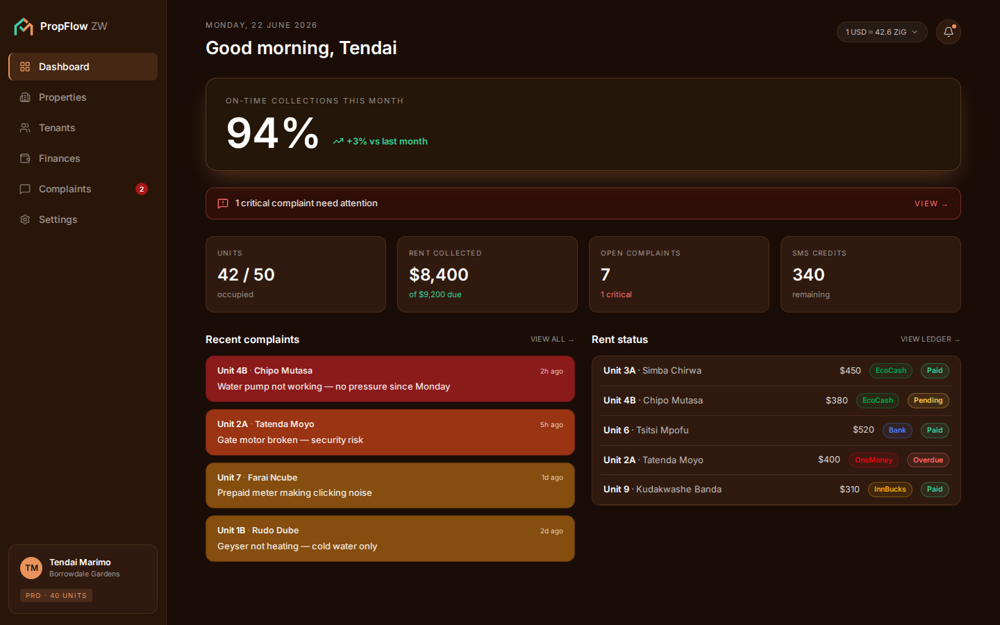 PropFlow ZW
Dashboard
Properties
Tenants
Finances
Complaints 2
Settings
TM
Tendai Marimo
Borrowdale Gardens
PRO · 40 UNITS
MONDAY, 22 JUNE 2026
Good morning, Tendai
1 USD ≈ 42.6 ZiG
ON-TIME COLLECTIONS THIS MONTH
94% +3% vs last month
1 critical complaint need attention VIEW →
UNITS
42 / 50
occupied
RENT COLLECTED
$8,400
of $9,200 due
OPEN COMPLAINTS
7
1 critical
SMS CREDITS
340
remaining
Recent complaints VIEW ALL →
Unit 4B · Chipo Mutasa 2h ago
Water pump not working — no pressure since Monday
Unit 2A · Tatenda Moyo 5h ago
Gate motor broken — security risk
Unit 7 · Farai Ncube 1d ago
Prepaid meter making clicking noise
Unit 1B · Rudo Dube 2d ago
Geyser not heating — cold water only
Rent status VIEW LEDGER →
Unit 3A · Simba Chirwa $450 EcoCash Paid
Unit 4B · Chipo Mutasa $380 EcoCash Pending
Unit 6 · Tsitsi Mpofu $520 Bank Paid
Unit 2A · Tatenda Moyo $400 OneMoney Overdue
Unit 9 · Kudakwashe Banda $310 InnBucks Paid